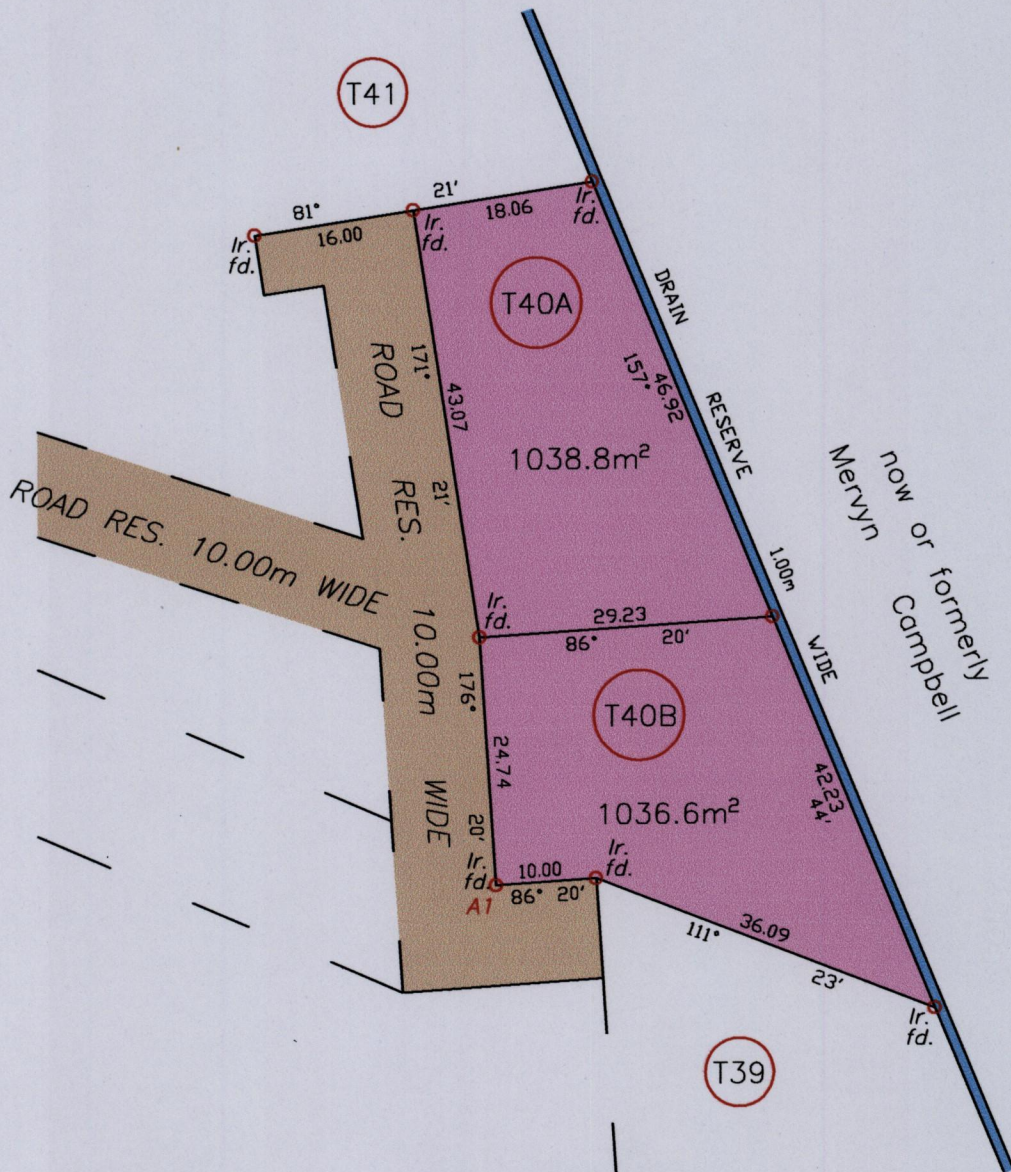 T41
81°
21'
16.00
18.06
Ir.
fd.
Ir.
fd.
Ir.
fd.
T40A
DRAIN
RESERVE
1.00m
WIDE
171°
43.07
21'
157°
46.92
1038.8m²
ROAD
RES.
10.00m
WIDE
ROAD RES. 10.00m WIDE
now or formerly
Mervyn Campbell
Ir.
fd.
29.23
86° 20'
176°
24.74
20'
T40B
42.23
44'
1036.6m²
Ir.
fd.
A1
10.00
86° 20'
Ir.
fd.
36.09
111°
23'
Ir.
fd.
T39